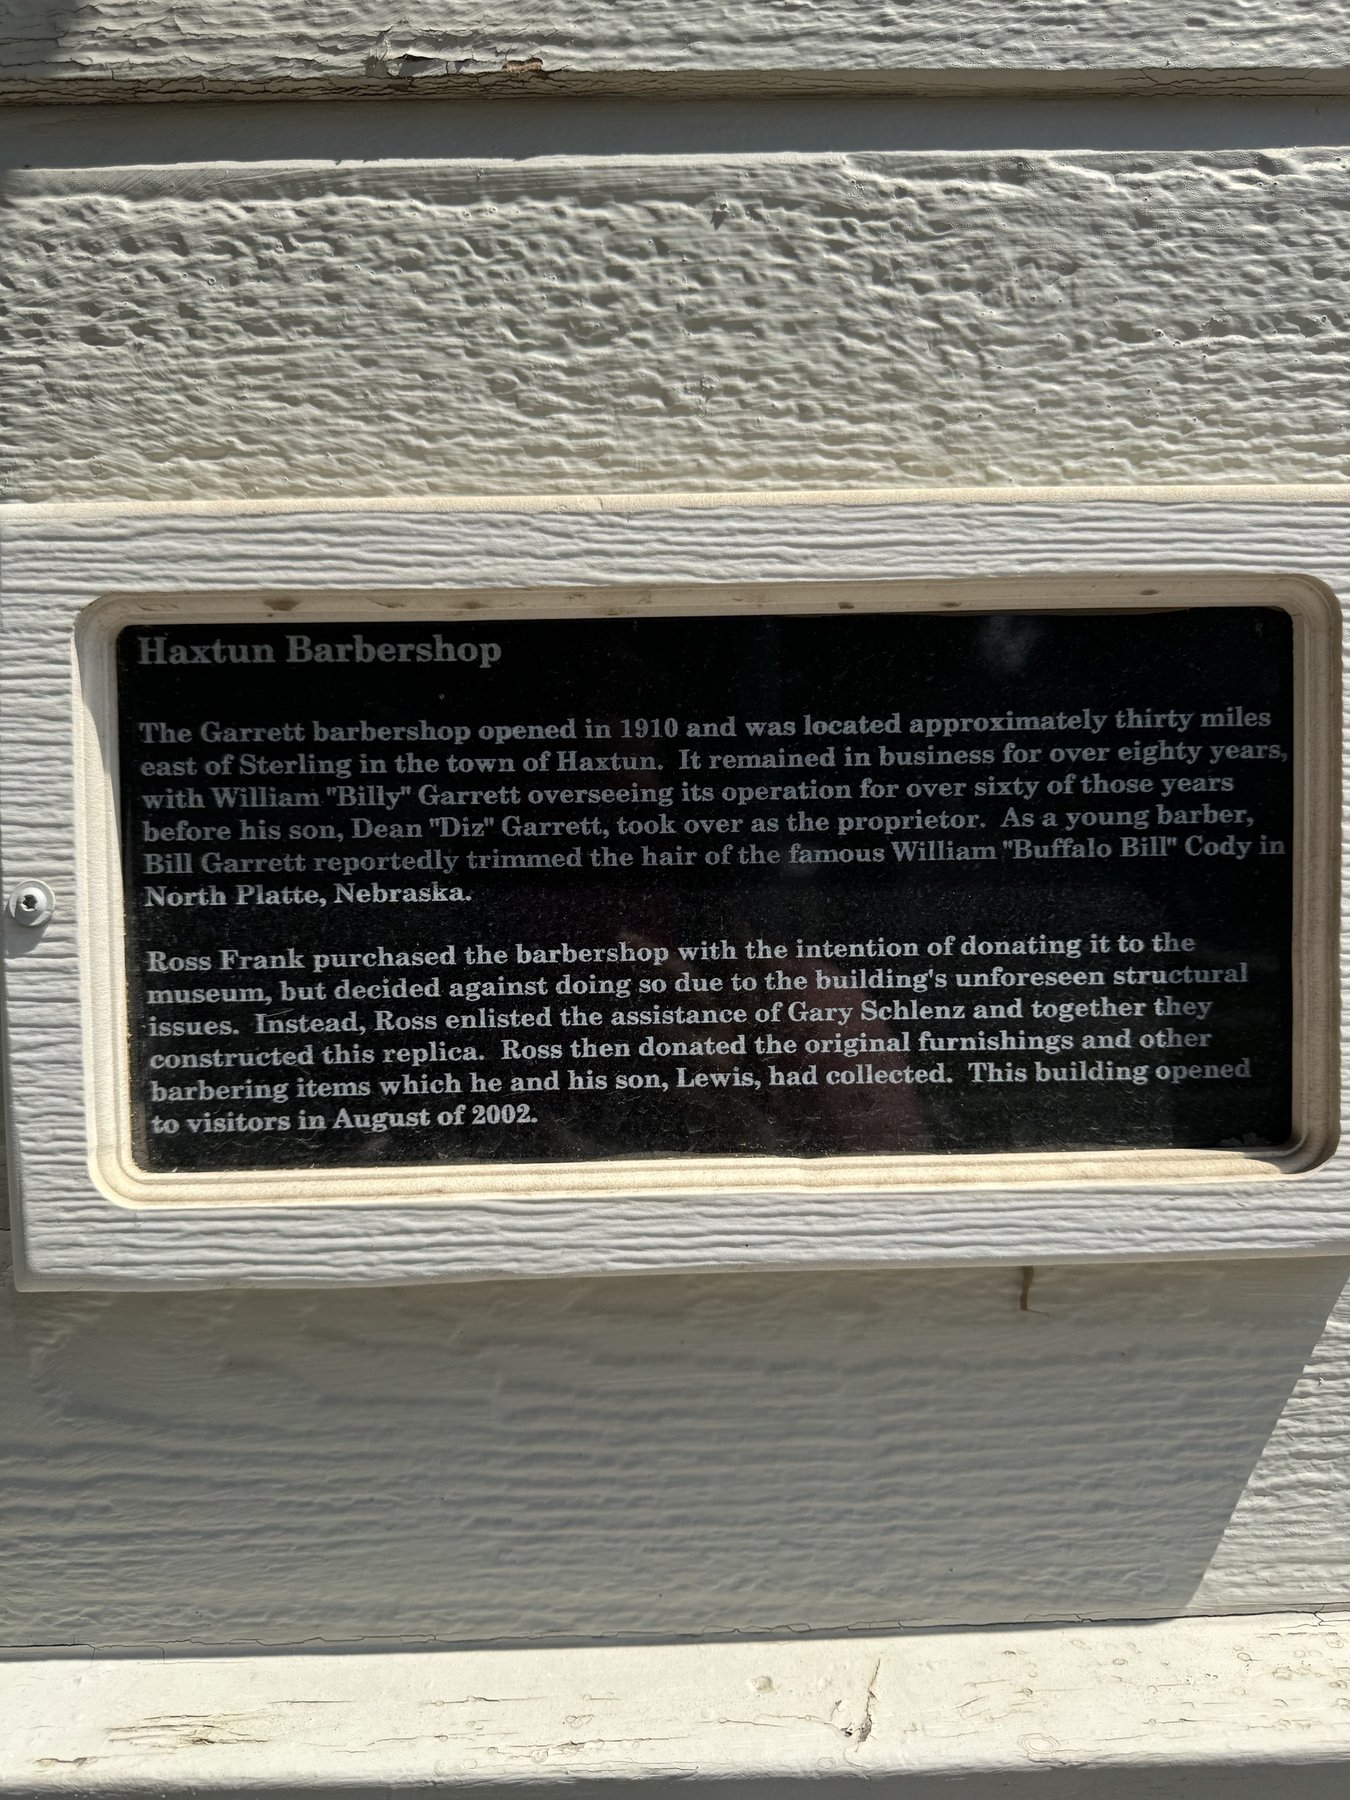 Haxtun Barbershop
The Garrett barbershop opened in 1910 and was located approximately thirty miles
east of Sterling in the town of Haxtun.  It remained in business for over eighty years,
with William "Billy" Garrett overseeing its operation for over sixty of those years
before his son, Dean "Diz" Garrett, took over as the proprietor.  As a young barber,
Bill Garrett reportedly trimmed the hair of the famous William "Buffalo Bill" Cody in
North Platte, Nebraska.
Ross Frank purchased the barbershop with the intention of donating it to the
museum, but decided against doing so due to the building's unforeseen structural
issues.  Instead, Ross enlisted the assistance of Gary Schlenz and together they
constructed this replica.  Ross then donated the original furnishings and other
barbering items which he and his son, Lewis, had collected.  This building opened
to visitors in August of 2002.